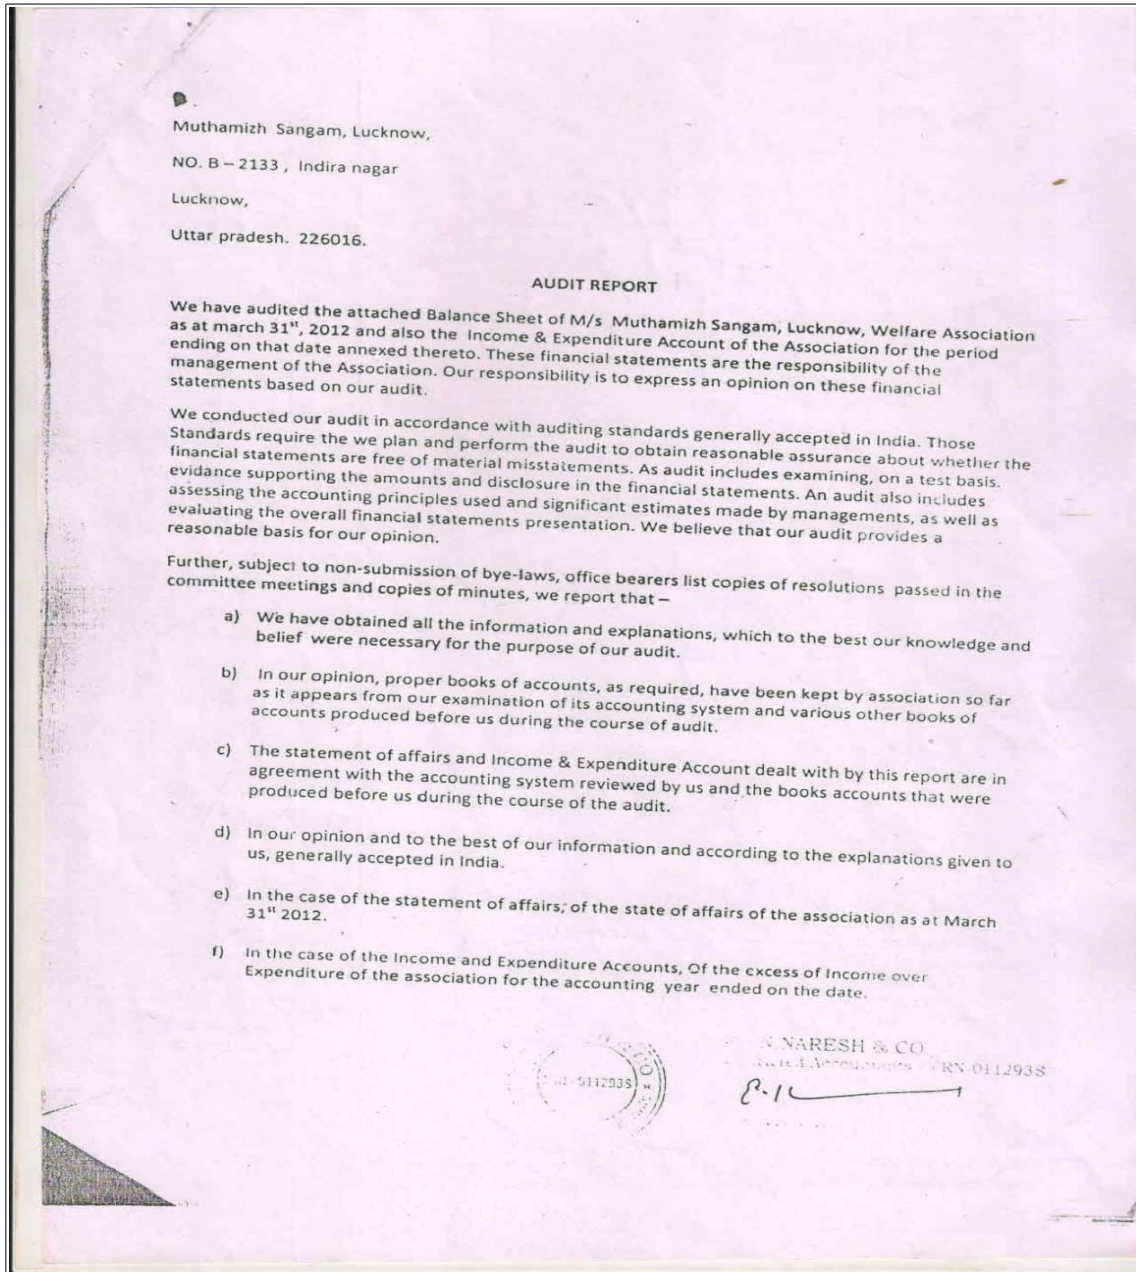 Muthamizh Sangam, Lucknow,
NO. B – 2133 , Indira nagar
Lucknow,
Uttar pradesh. 226016.
AUDIT REPORT
We have audited the attached Balance Sheet of M/s Muthamizh Sangam, Lucknow, Welfare Association
as at march 31st, 2012 and also the Income & Expenditure Account of the Association for the period
ending on that date annexed thereto. These financial statements are the responsibility of the
management of the Association. Our responsibility is to express an opinion on these financial
statements based on our audit.
We conducted our audit in accordance with auditing standards generally accepted in India. Those
Standards require the we plan and perform the audit to obtain reasonable assurance about whether the
financial statements are free of material misstatements. As audit includes examining, on a test basis.
evidence supporting the amounts and disclosure in the financial statements. An audit also includes
assessing the accounting principles used and significant estimates made by managements, as well as
evaluating the overall financial statements presentation. We believe that our audit provides a
reasonable basis for our opinion.
Further, subject to non-submission of bye-laws, office bearers list copies of resolutions passed in the
committee meetings and copies of minutes, we report that –
a) We have obtained all the information and explanations, which to the best our knowledge and
belief were necessary for the purpose of our audit.
b) In our opinion, proper books of accounts, as required, have been kept by association so far
as it appears from our examination of its accounting system and various other books of
accounts produced before us during the course of audit.
c) The statement of affairs and Income & Expenditure Account dealt with by this report are in
agreement with the accounting system reviewed by us and the books accounts that were
produced before us during the course of the audit.
d) In our opinion and to the best of our information and according to the explanations given to
us, generally accepted in India.
e) In the case of the statement of affairs, of the state of affairs of the association as at March
31st 2012.
f) In the case of the Income and Expenditure Accounts, Of the excess of Income over
Expenditure of the association for the accounting year ended on the date.
NARESH & CO
011293S
011293S